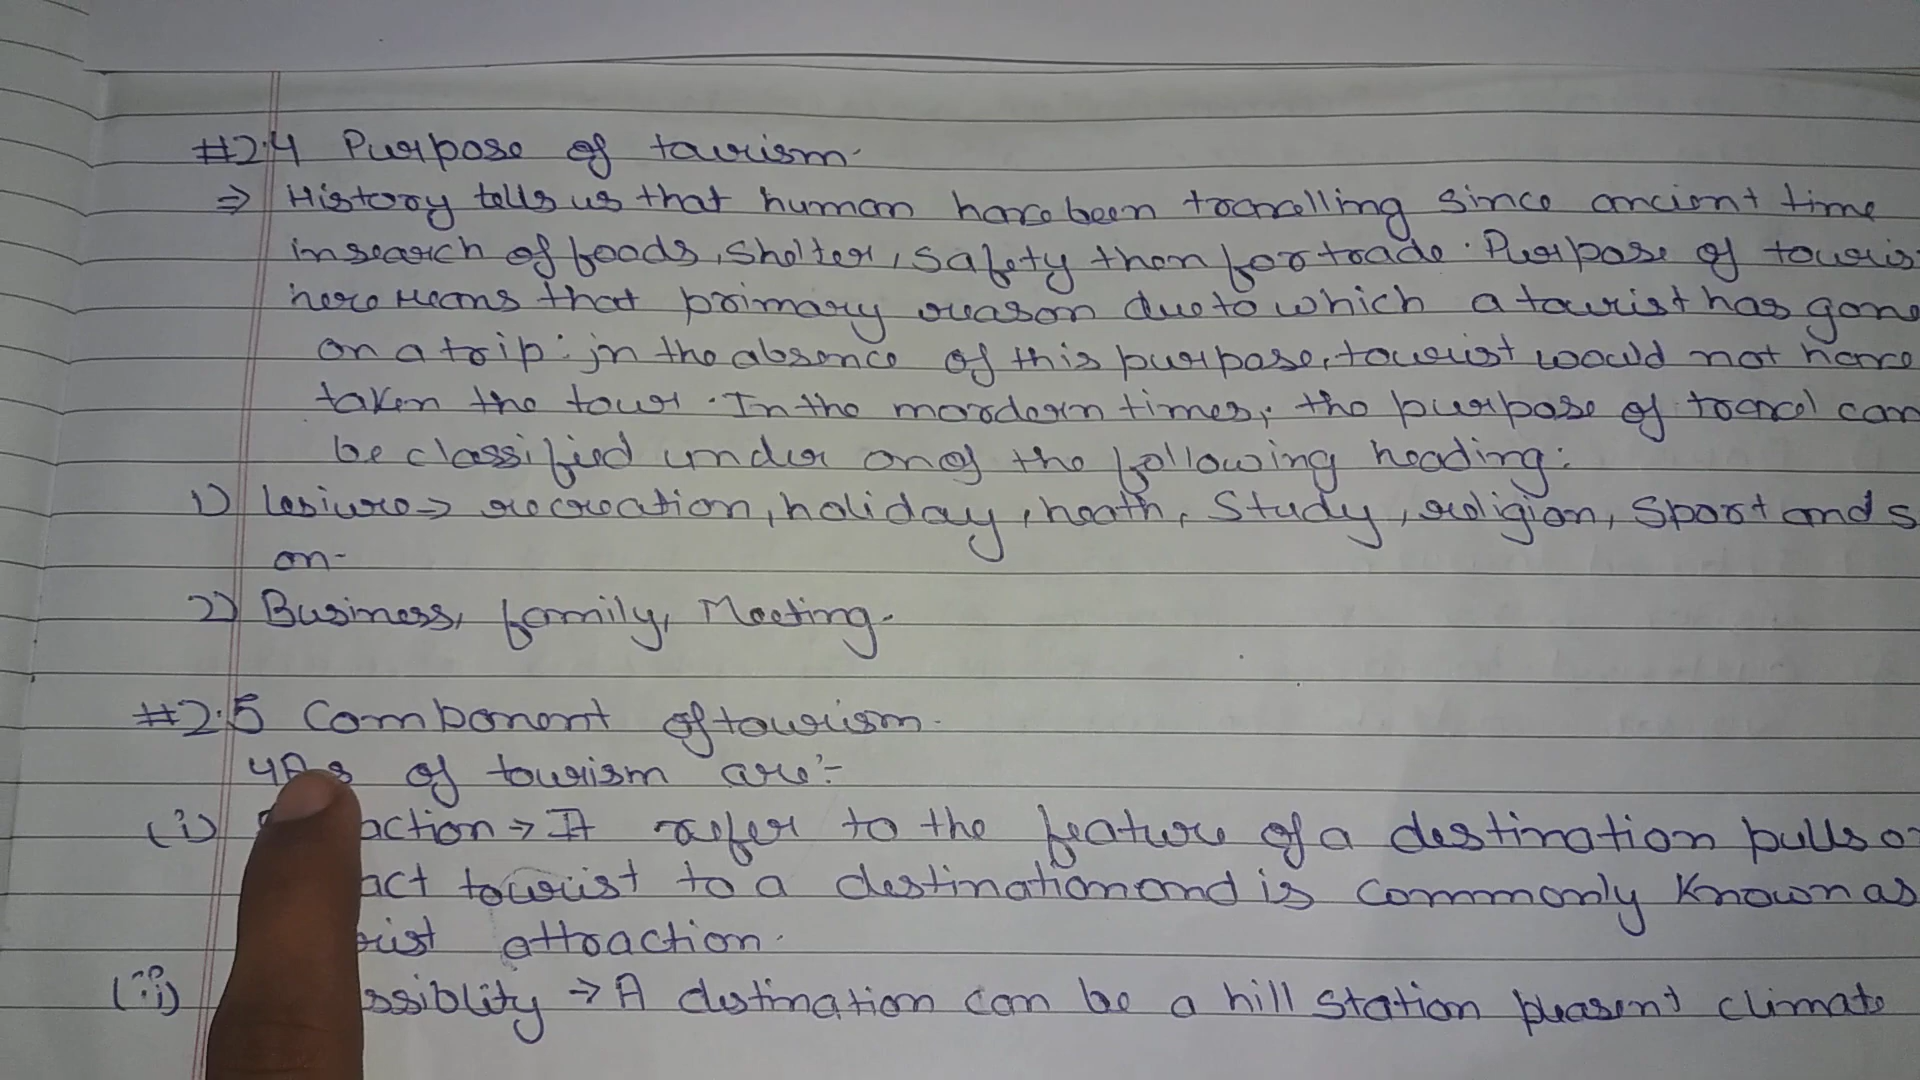 #2.4 Purpose of tourism.
⇒ History tells us that human have been travelling since ancient time
in search of foods, shelter, safety then for trade. Purpose of touris
here means that primary reason due to which a tourist has gone
on a trip. in the absence of this purpose, tourist would not have
taken the tour. In the mordern times, the purpose of travel can
be classified under on of the following heading:
1) lesiure → recreation, holiday, heath, Study, religion, Sport and s
on-
2) Business, family, Meeting.
#2.5 Component of tourism.
4As of tourism are:-
(i) action → It refer to the feature of a destination pulls o
act tourist to a destination and is commonly known as
rist attraction.
(ii) ssiblity → A destination can be a hill station pleasent climate